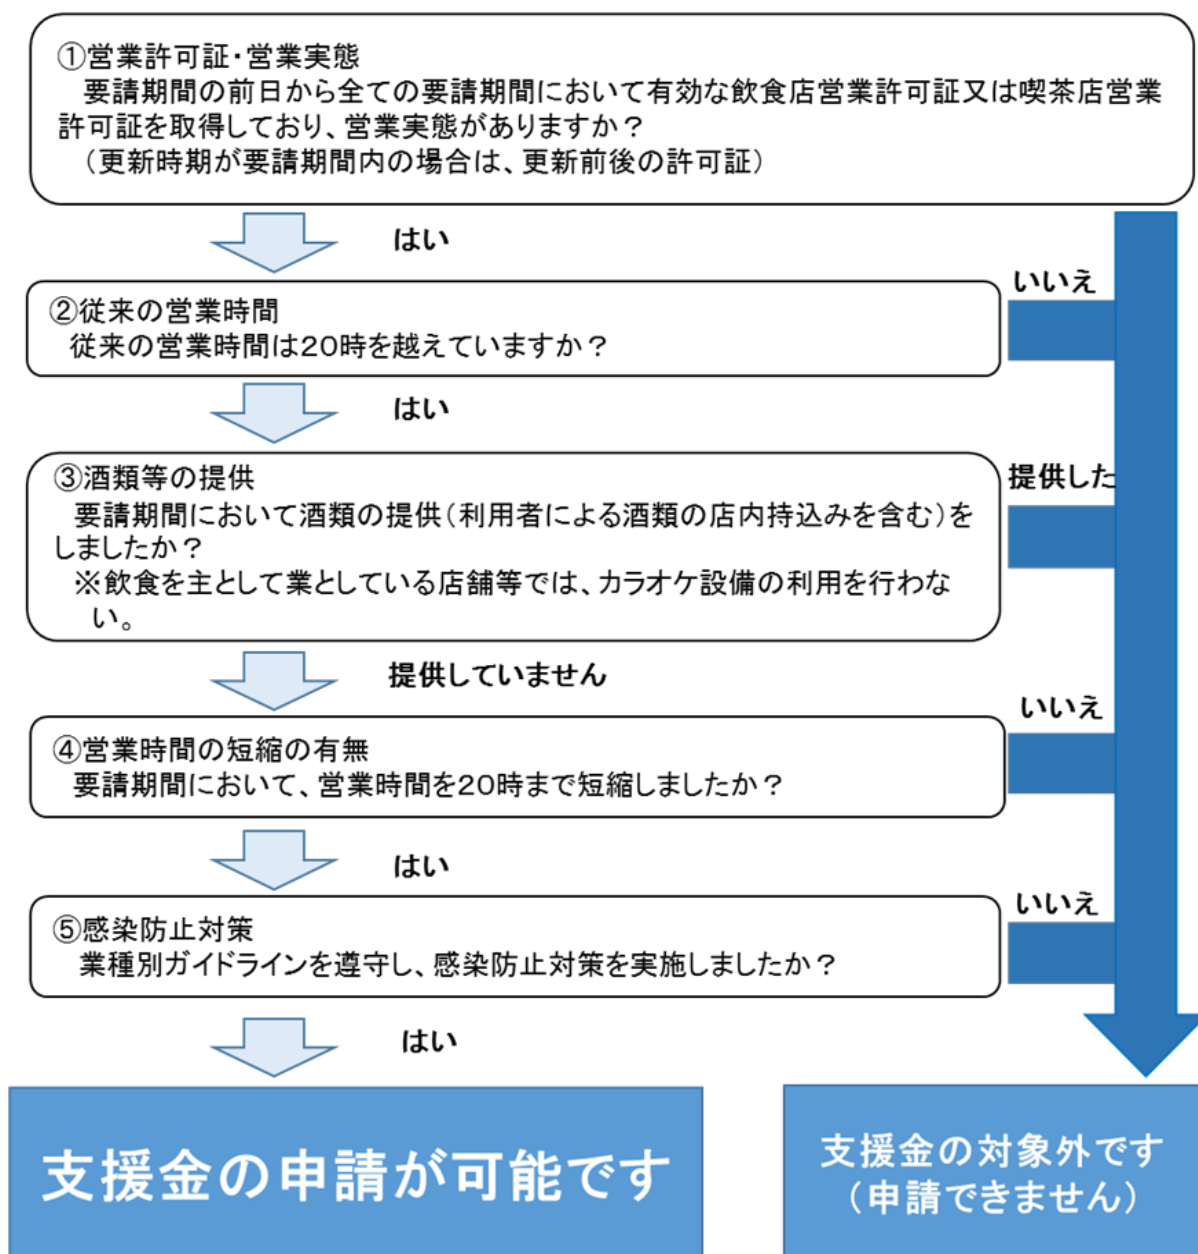 ①営業許可証・営業実態
要請期間の前日から全ての要請期間において有効な飲食店営業許可証又は喫茶店営業
許可証を取得しており、営業実態がありますか？
（更新時期が要請期間内の場合は、更新前後の許可証）
はい
いいえ
②従来の営業時間
従来の営業時間は20時を越えていますか？
はい
③酒類等の提供
提供した
要請期間において酒類の提供（利用者による酒類の店内持込みを含む）を
しましたか？
※飲食を主として業としている店舗等では、カラオケ設備の利用を行わな
い。
提供していません
いいえ
④営業時間の短縮の有無
要請期間において、営業時間を20時まで短縮しましたか？
はい
いいえ
⑤感染防止対策
業種別ガイドラインを遵守し、感染防止対策を実施しましたか？
はい
支援金の申請が可能です
支援金の対象外です
（申請できません）